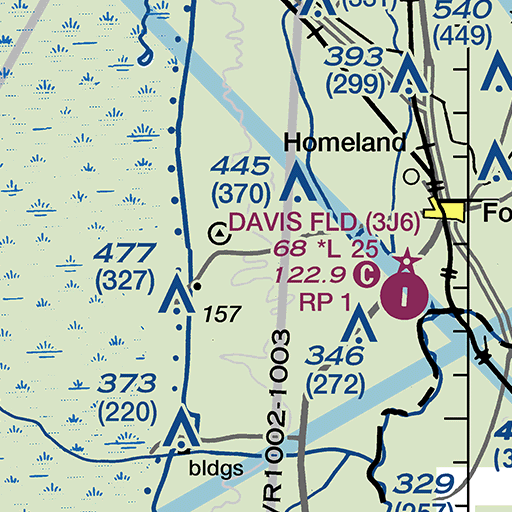 (331)
540
(449)
393
(299)
Homeland
445
(370)
Fo
DAVIS FLD (3J6)
68 *L 25
122.9 C
RP 1
477
(327)
157
346
(272)
VR1002-1003
373
(220)
bldgs
329
(257)